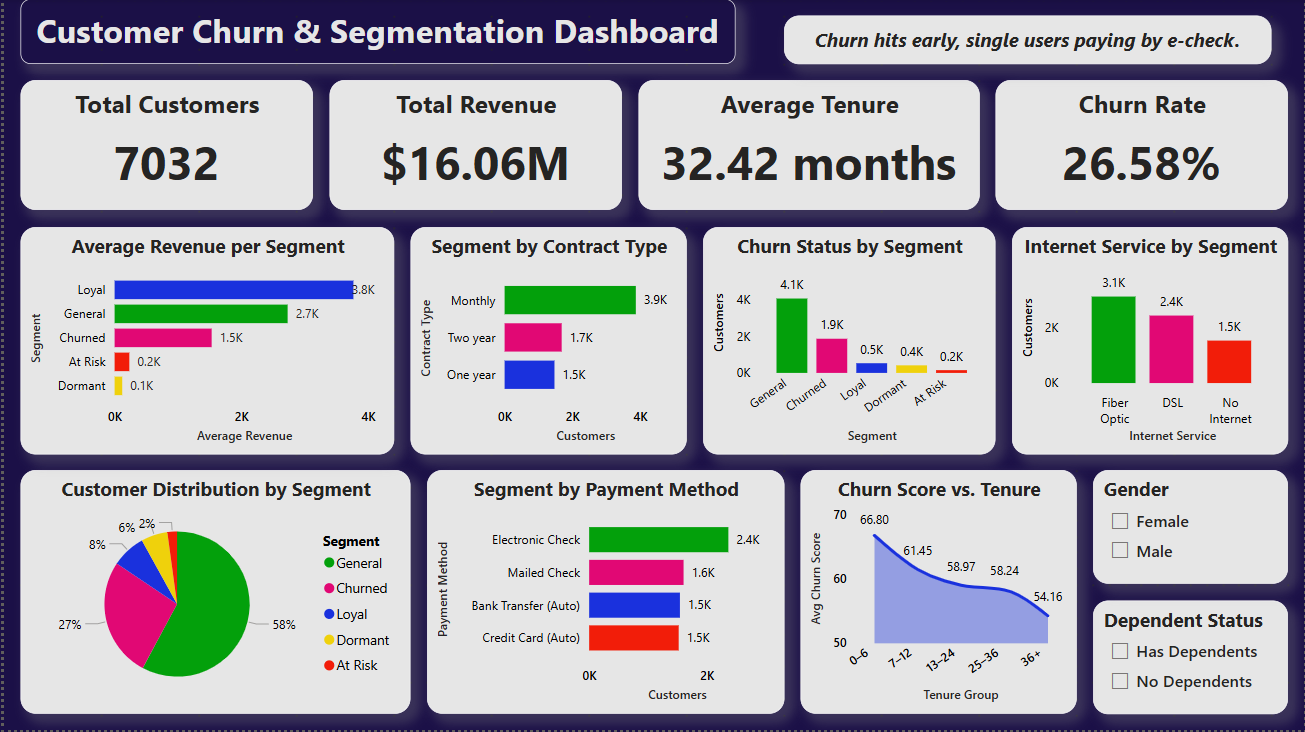 Customer Churn & Segmentation Dashboard
Churn hits early, single users paying by e-check.
Total Customers
7032
Total Revenue
$16.06M
Average Tenure
32.42 months
Churn Rate
26.58%
Average Revenue per Segment
Segment
Loyal
3.8K
General
2.7K
Churned
1.5K
At Risk
0.2K
Dormant
0.1K
0K
2K
4K
Average Revenue
Segment by Contract Type
Contract Type
Monthly
3.9K
Two year
1.7K
One year
1.5K
0K
2K
4K
Customers
Churn Status by Segment
Customers
4K
2K
0K
4.1K
1.9K
0.5K
0.4K
0.2K
General
Churned
Loyal
Dormant
At Risk
Segment
Internet Service by Segment
Customers
2K
0K
3.1K
2.4K
1.5K
Fiber
Optic
DSL
No
Internet
Internet Service
Customer Distribution by Segment
6%
2%
8%
27%
58%
Segment
General
Churned
Loyal
Dormant
At Risk
Segment by Payment Method
Payment Method
Electronic Check
2.4K
Mailed Check
1.6K
Bank Transfer (Auto)
1.5K
Credit Card (Auto)
1.5K
0K
2K
Customers
Churn Score vs. Tenure
Avg Churn Score
70
60
50
66.80
61.45
58.97
58.24
54.16
0–6
7–12
13–24
25–36
36+
Tenure Group
Gender
Female
Male
Dependent Status
Has Dependents
No Dependents